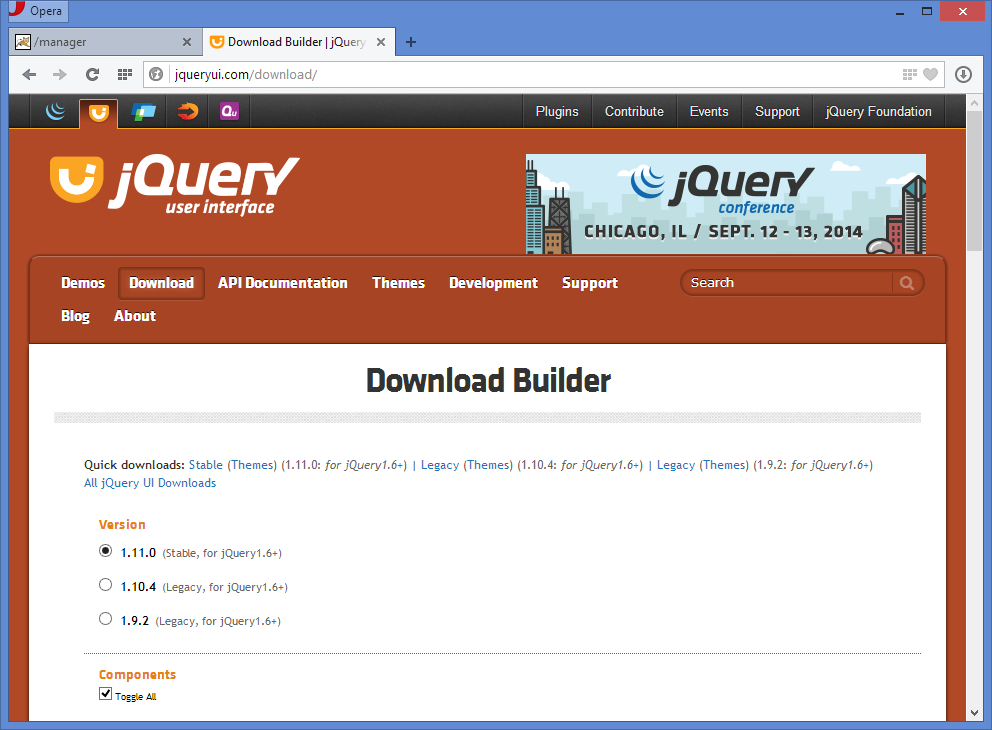 Opera
/manager
Download Builder | jQuery
jqueryui.com/download/
Qu
Plugins Contribute Events Support jQuery Foundation
jQuery
user interface
jQuery
conference
CHICAGO, IL / SEPT. 12 - 13, 2014
Demos Download API Documentation Themes Development Support
Search
Blog About
Download Builder
Quick downloads: Stable (Themes) (1.11.0: for jQuery1.6+) | Legacy (Themes) (1.10.4: for jQuery1.6+) | Legacy (Themes) (1.9.2: for jQuery1.6+)
All jQuery UI Downloads
Version
1.11.0 (Stable, for jQuery1.6+)
1.10.4 (Legacy, for jQuery1.6+)
1.9.2 (Legacy, for jQuery1.6+)
Components
Toggle All